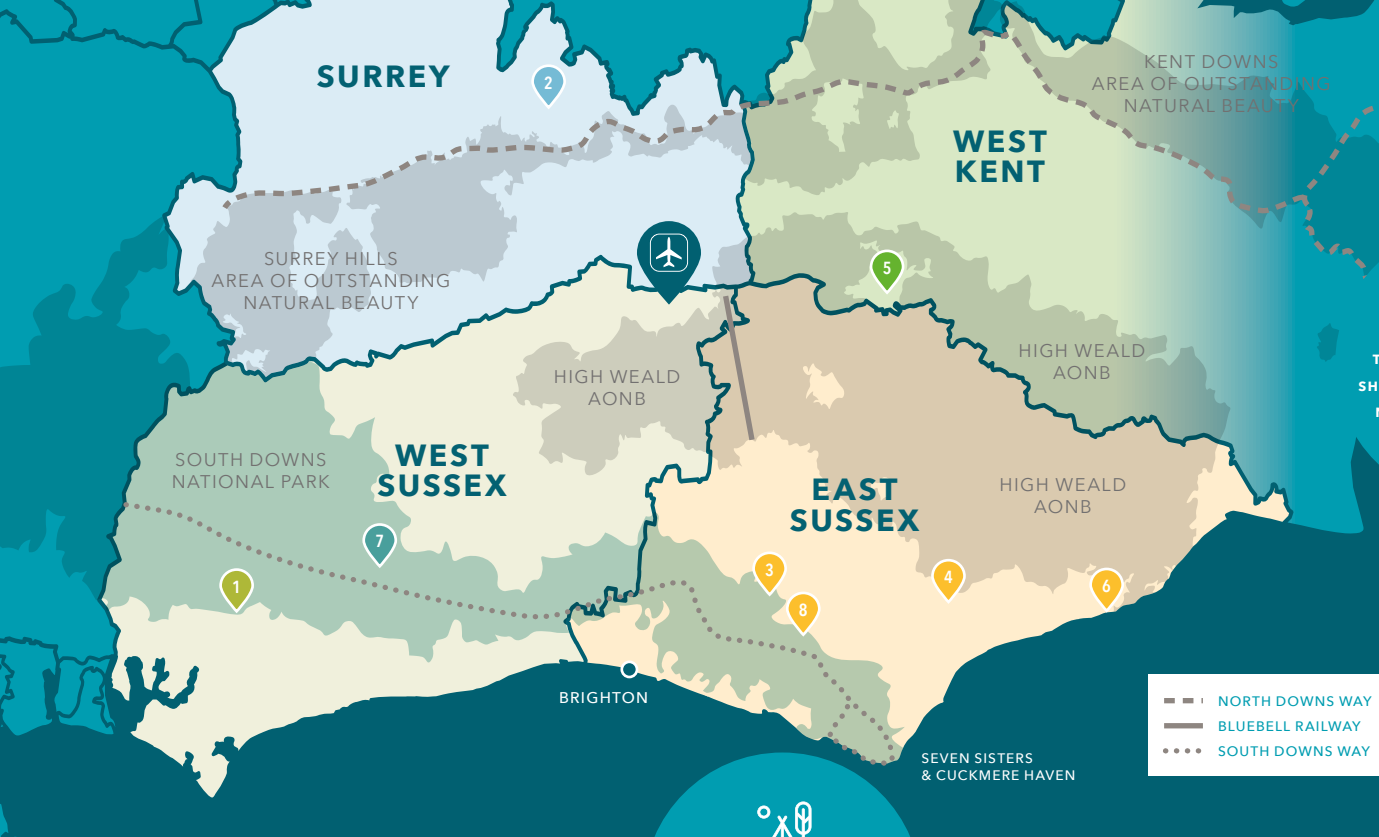 SURREY
2
KENT DOWNS
AREA OF OUTSTANDING
NATURAL BEAUTY
WEST
KENT
SURREY HILLS
AREA OF OUTSTANDING
NATURAL BEAUTY
5
HIGH WEALD
AONB
HIGH WEALD
AONB
T
SH
SOUTH DOWNS
NATIONAL PARK
WEST
SUSSEX
EAST
SUSSEX
HIGH WEALD
AONB
7
1
3
4
6
8
BRIGHTON
NORTH DOWNS WAY
BLUEBELL RAILWAY
SOUTH DOWNS WAY
SEVEN SISTERS
& CUCKMERE HAVEN